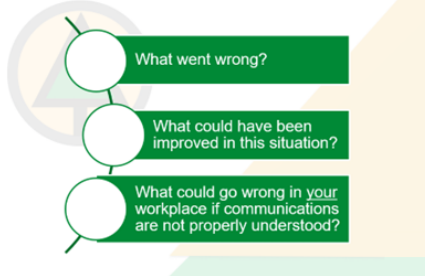 What went wrong?
What could have been
improved in this situation?
What could go wrong in your
workplace if communications
are not properly understood?